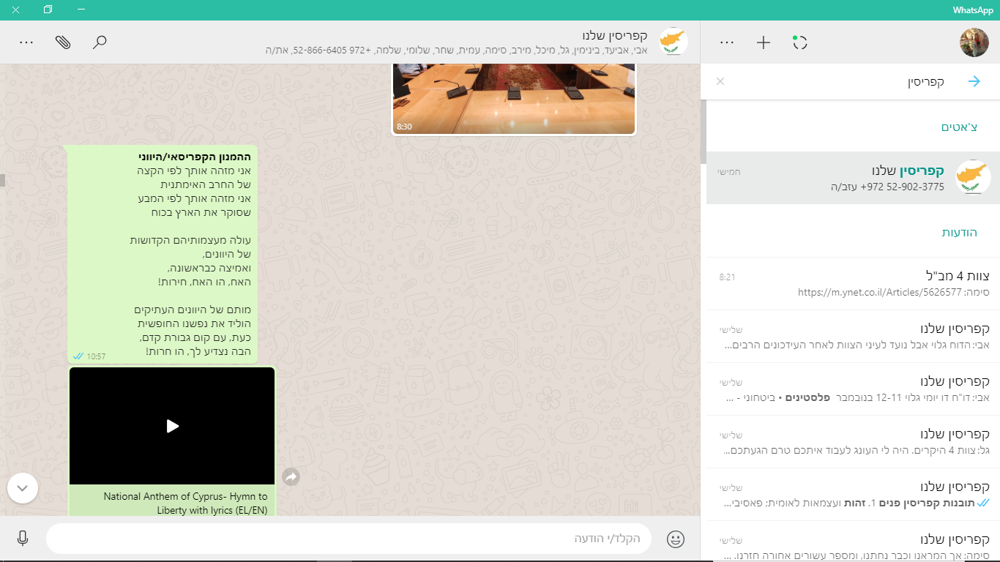 WhatsApp
קפריסין
צ'אטים
קפריסין שלנו
חמישי
+972 52-902-3775 עזב/ה
הודעות
צוות 4 מב"ל
8:21
סימה: https://m.ynet.co.il/Articles/5626577
קפריסין שלנו
שלישי
אבי: הדוח גלוי אבל נועד לעיני הצוות לאחר העידכונים הרבים...
קפריסין שלנו
שלישי
אבי: דו"ח דו יומי גלוי 12-11 בנובמבר פלסטינים • ביטחוני - ...
קפריסין שלנו
שלישי
גל: צוות 4 היקרים. היה לי העונג לעבוד איתכם טרם הגעתכם...
קפריסין שלנו
שלישי
תובנות קפריסין פנים 1. זהות ועצמאות לאומית; פאסיבי...
קפריסין שלנו
שלישי
סימה: אך המראנו וכבר נחתנו, ומספר עשורים אחורה חזרנו. ...
קפריסין שלנו
אבי, אביעד, בינימין, גל, מיכל, מירב, סימה, עמית, שחר, שלומי, שלמה, +972 52-866-6405, את/ה
8:30
ההמנון הקפריסאי/היווני
אני מזהה אותך לפי הקצה
של החרב האימתנית
אני מזהה אותך לפי המבע
שסוקר את הארץ בכוח
עולה מעצמותיהם הקדושות
של היוונים,
ואמיצה כבראשונה,
האח, הו האח, חירות!
מותם של היוונים העתיקים
הוליד את נפשנו החופשית
כעת, עם קום גבורת קדם,
הבה נצדיע לך, הו חרות!
10:57
National Anthem of Cyprus- Hymn to
Liberty with lyrics (EL/EN)
הקלד/י הודעה